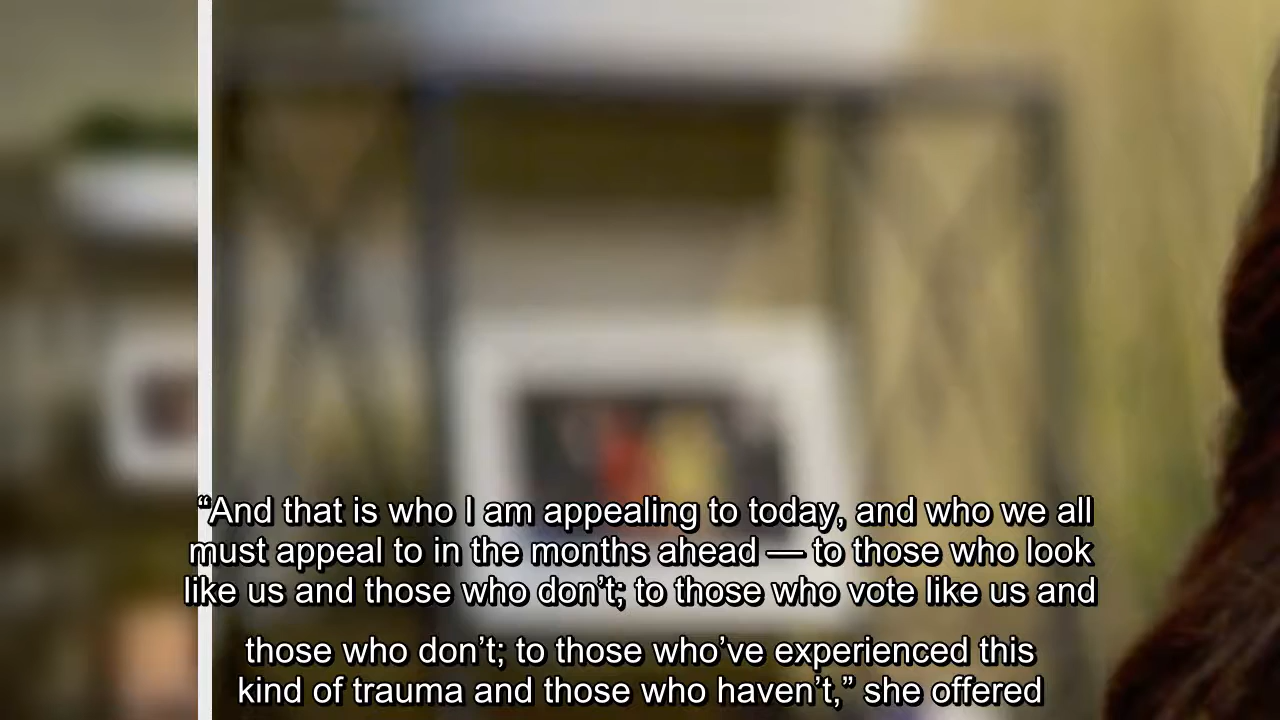 “And that is who I am appealing to today, and who we all
must appeal to in the months ahead — to those who look
like us and those who don’t; to those who vote like us and
those who don’t; to those who’ve experienced this
kind of trauma and those who haven’t,” she offered